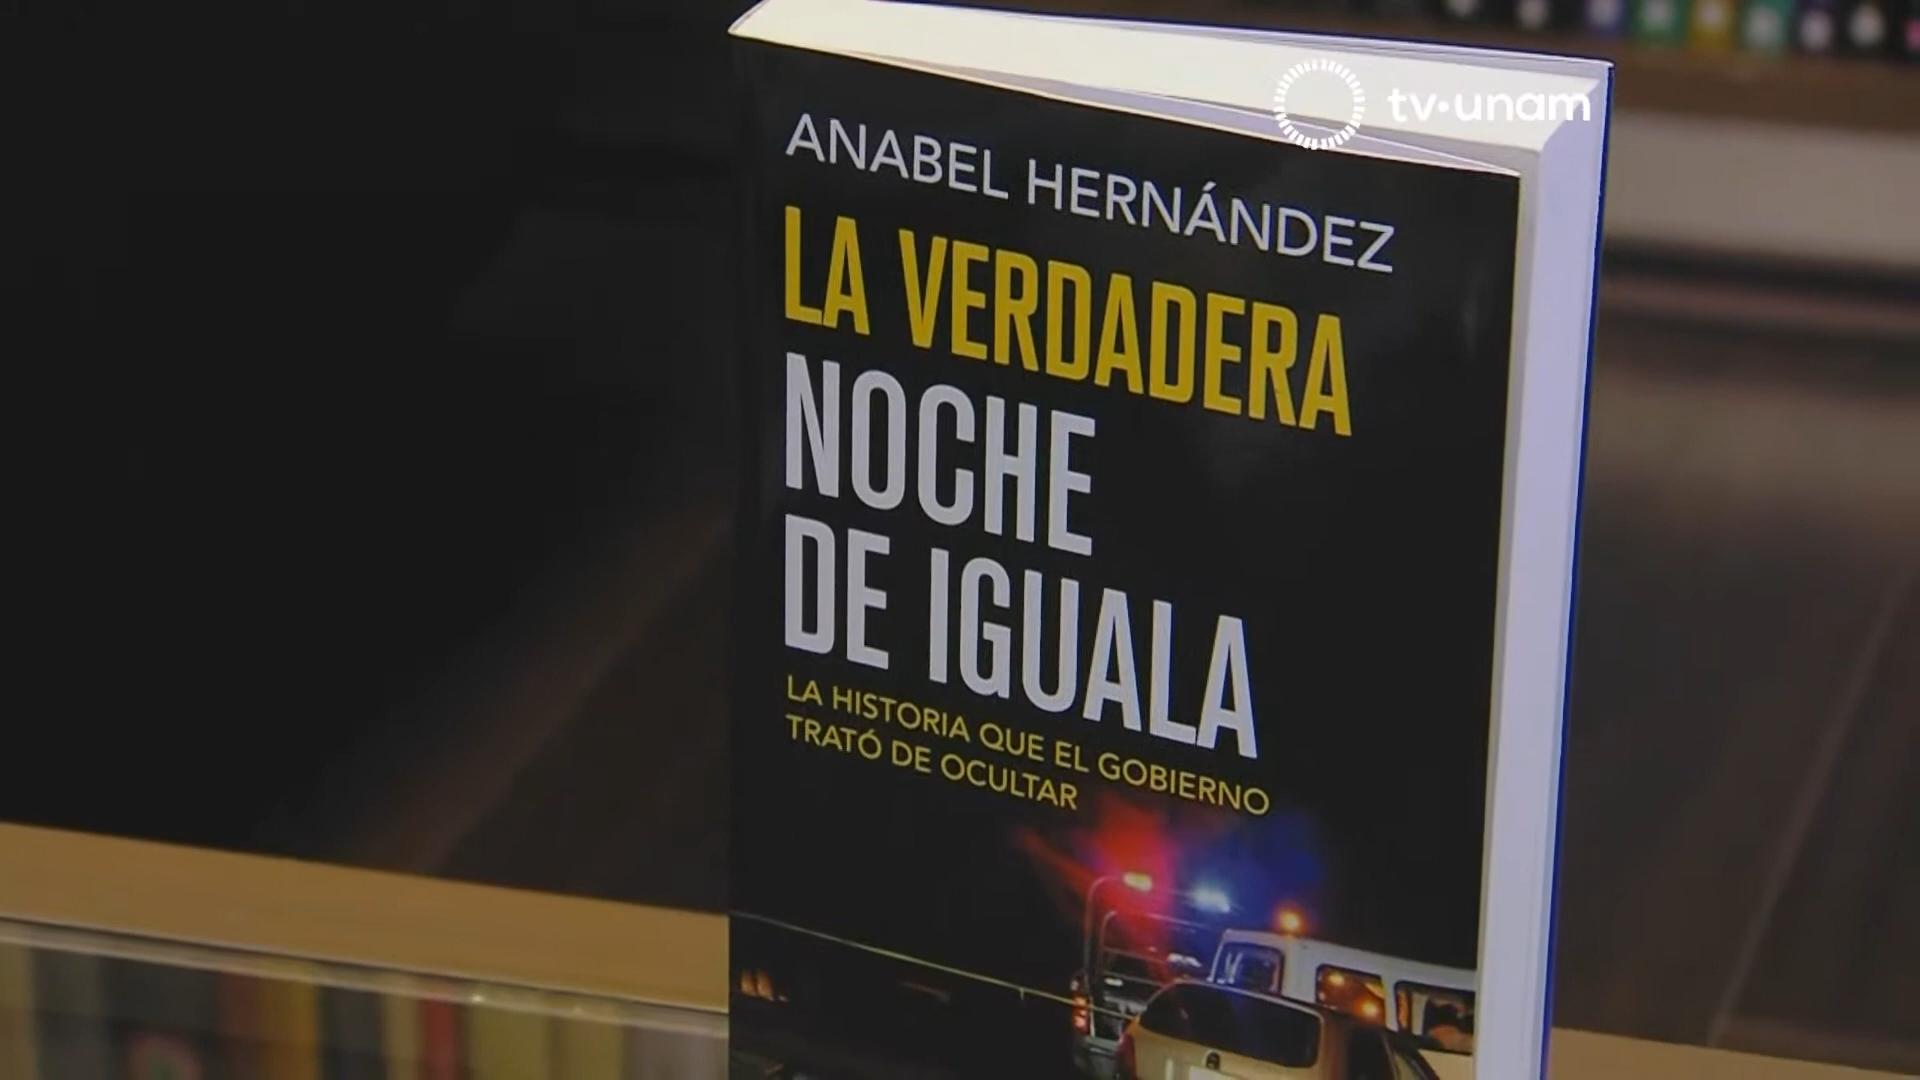 tv·unam
ANABEL HERNÁNDEZ
LA VERDADERA
NOCHE
DE IGUALA
LA HISTORIA QUE EL GOBIERNO
TRATÓ DE OCULTAR